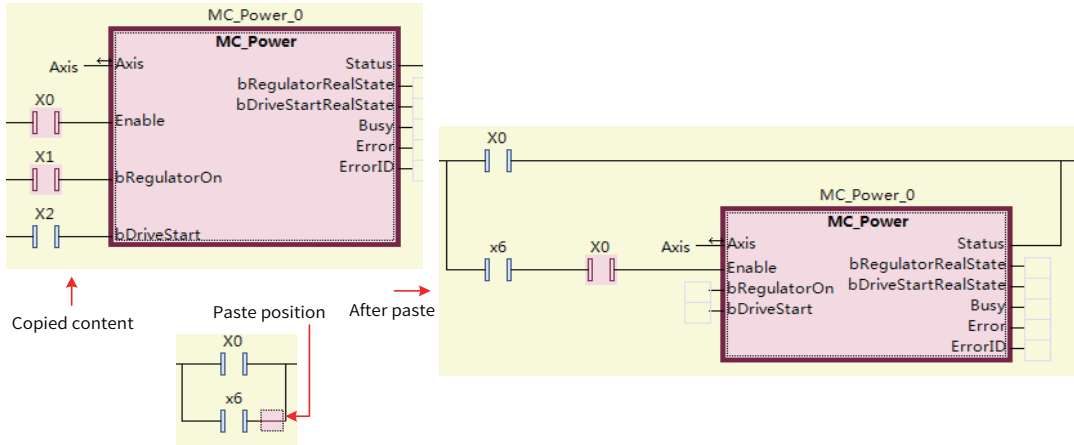 MC_Power_0
MC_Power
Axis
Axis
Status
bRegulatorRealState
X0
bDriveStartRealState
Enable
Busy
Error
X1
ErrorID
bRegulatorOn
X2
bDriveStart
Copied content
Paste position
X0
x6
After paste
X0
MC_Power_0
MC_Power
x6
X0
Axis
Axis
Status
Enable
bRegulatorRealState
bRegulatorOn
bDriveStartRealState
bDriveStart
Busy
Error
ErrorID